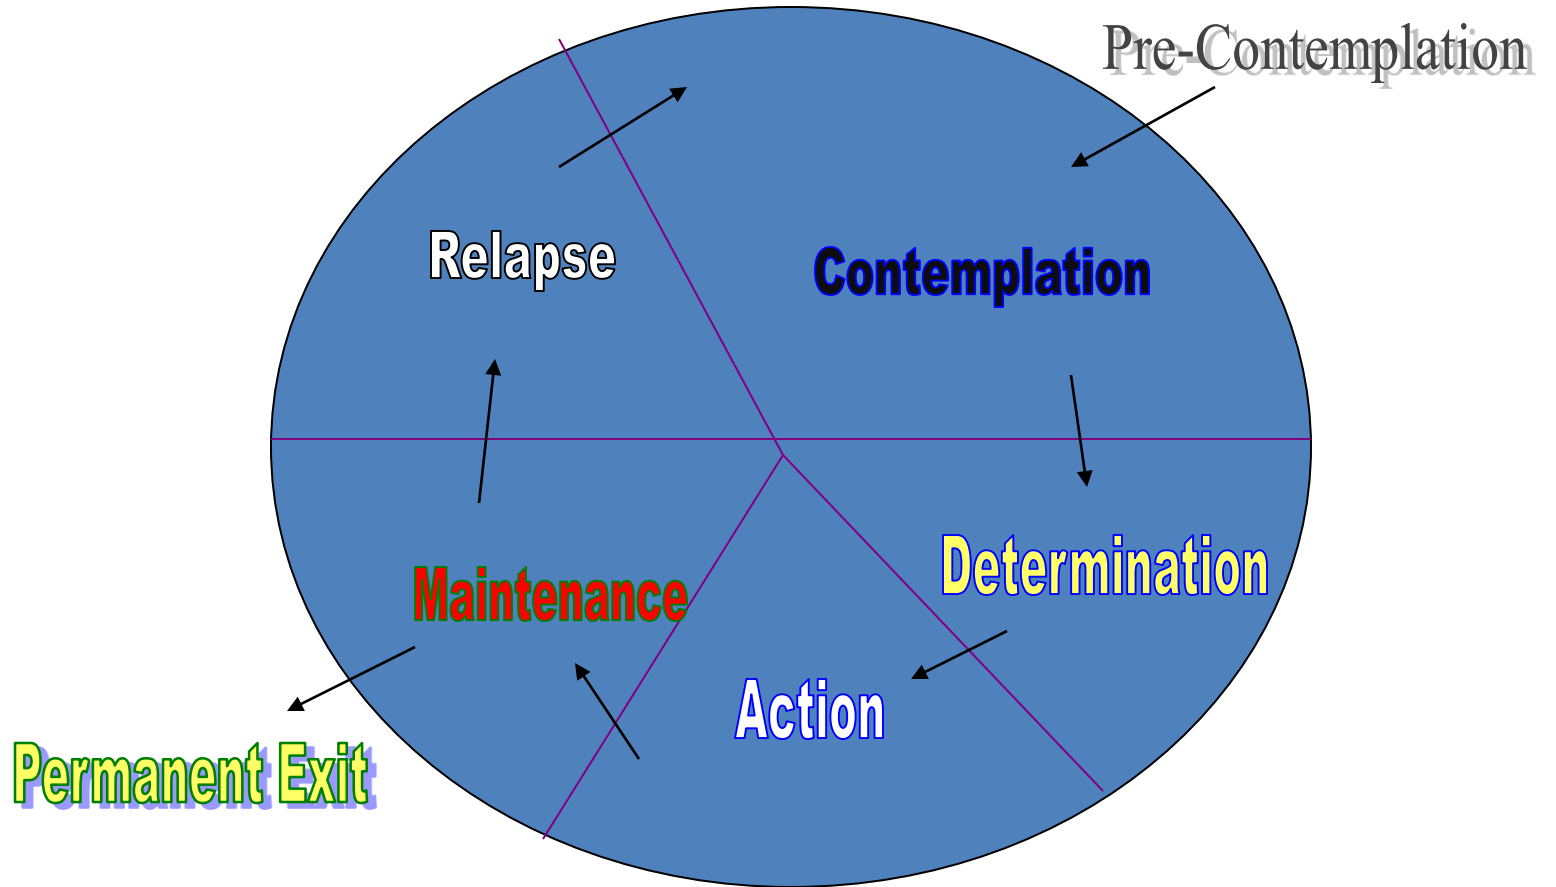 Pre-Contemplation
Relapse
Contemplation
Determination
Maintenance
Action
Permanent Exit